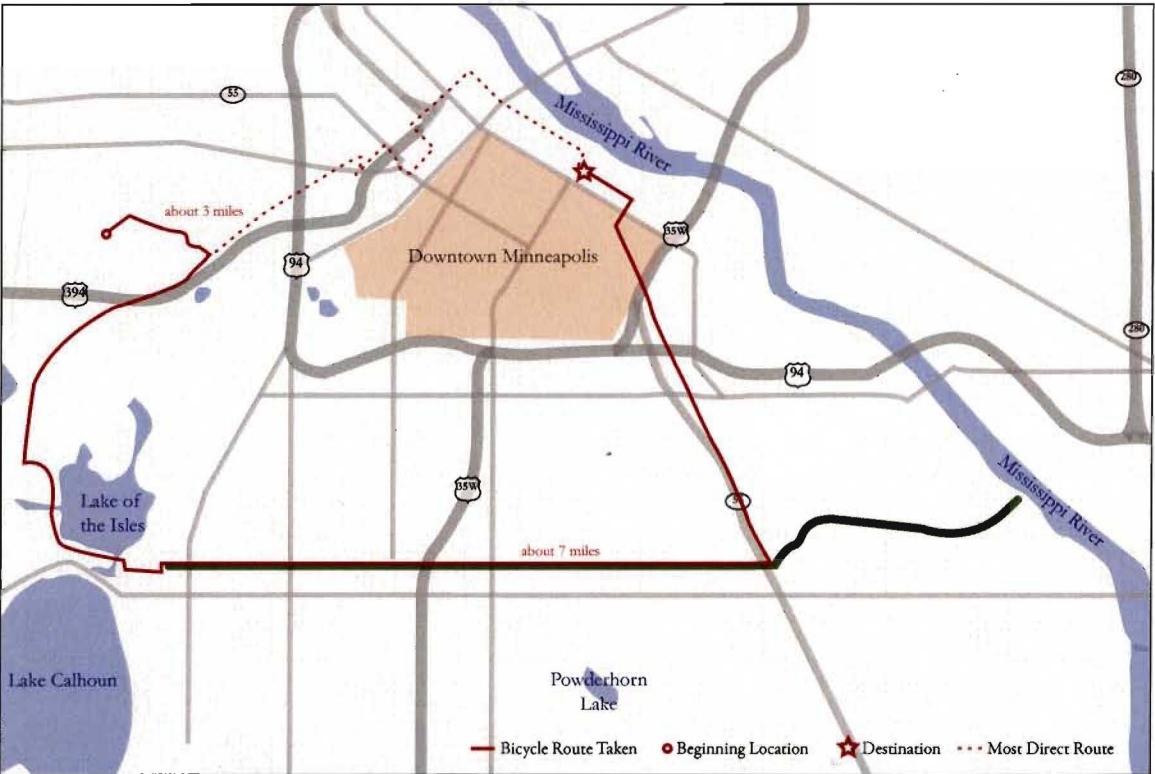 280
55
Mississippi River
about 3 miles
35W
Downtown Minneapolis
94
394
280
94
Mississippi River
35W
Lake of
the Isles
about 7 miles
Lake Calhoun
Powderhorn
Lake
Bicycle Route Taken
Beginning Location
Destination
Most Direct Route